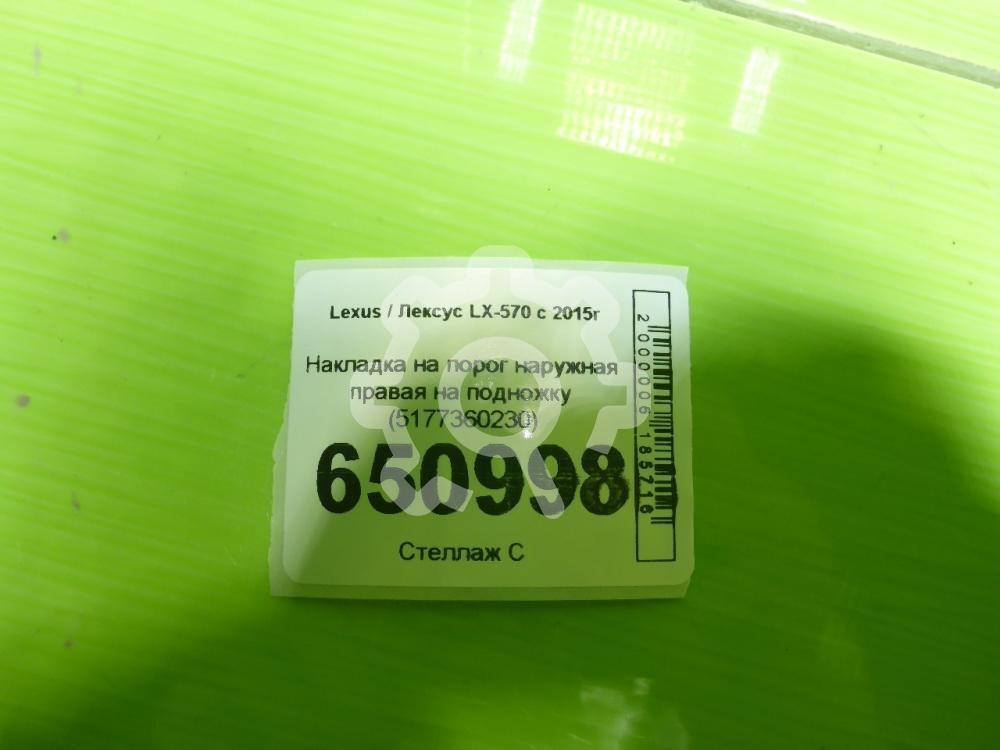 Lexus / Лексус LX-570 с 2015г
Накладка на порог наружная
правая на подножку
(5177360230)
650998
Стеллаж С
2000006185716